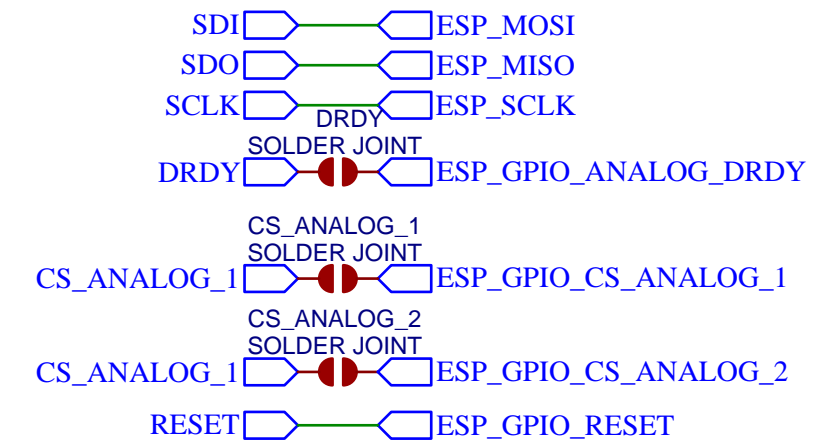 SDI ESP_MOSI
SDO ESP_MISO
SCLK ESP_SCLK
DRDY
SOLDER JOINT
DRDY ESP_GPIO_ANALOG_DRDY
CS_ANALOG_1
SOLDER JOINT
CS_ANALOG_1 ESP_GPIO_CS_ANALOG_1
CS_ANALOG_2
SOLDER JOINT
CS_ANALOG_1 ESP_GPIO_CS_ANALOG_2
RESET ESP_GPIO_RESET